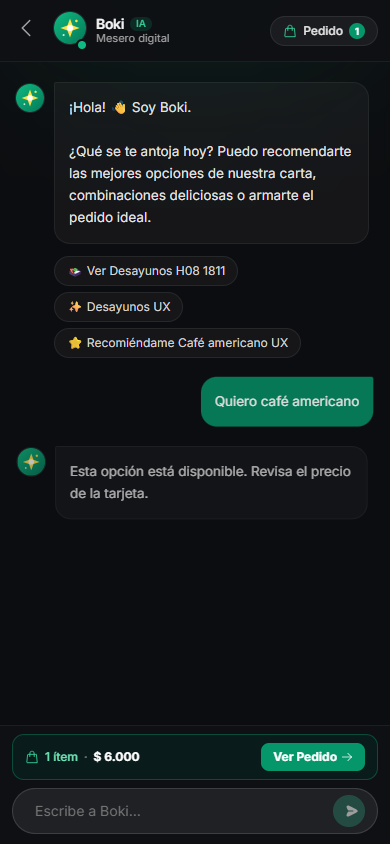 Boki IA
Mesero digital
Pedido 1
¡Hola! 👋 Soy Boki.
¿Qué se te antoja hoy? Puedo recomendarte
las mejores opciones de nuestra carta,
combinaciones deliciosas o armarte el
pedido ideal.
Ver Desayunos H08 1811
✨ Desayunos UX
⭐ Recomiéndame Café americano UX
Quiero café americano
Esta opción está disponible. Revisa el precio
de la tarjeta.
1 ítem · $ 6.000
Ver Pedido →
Escribe a Boki...